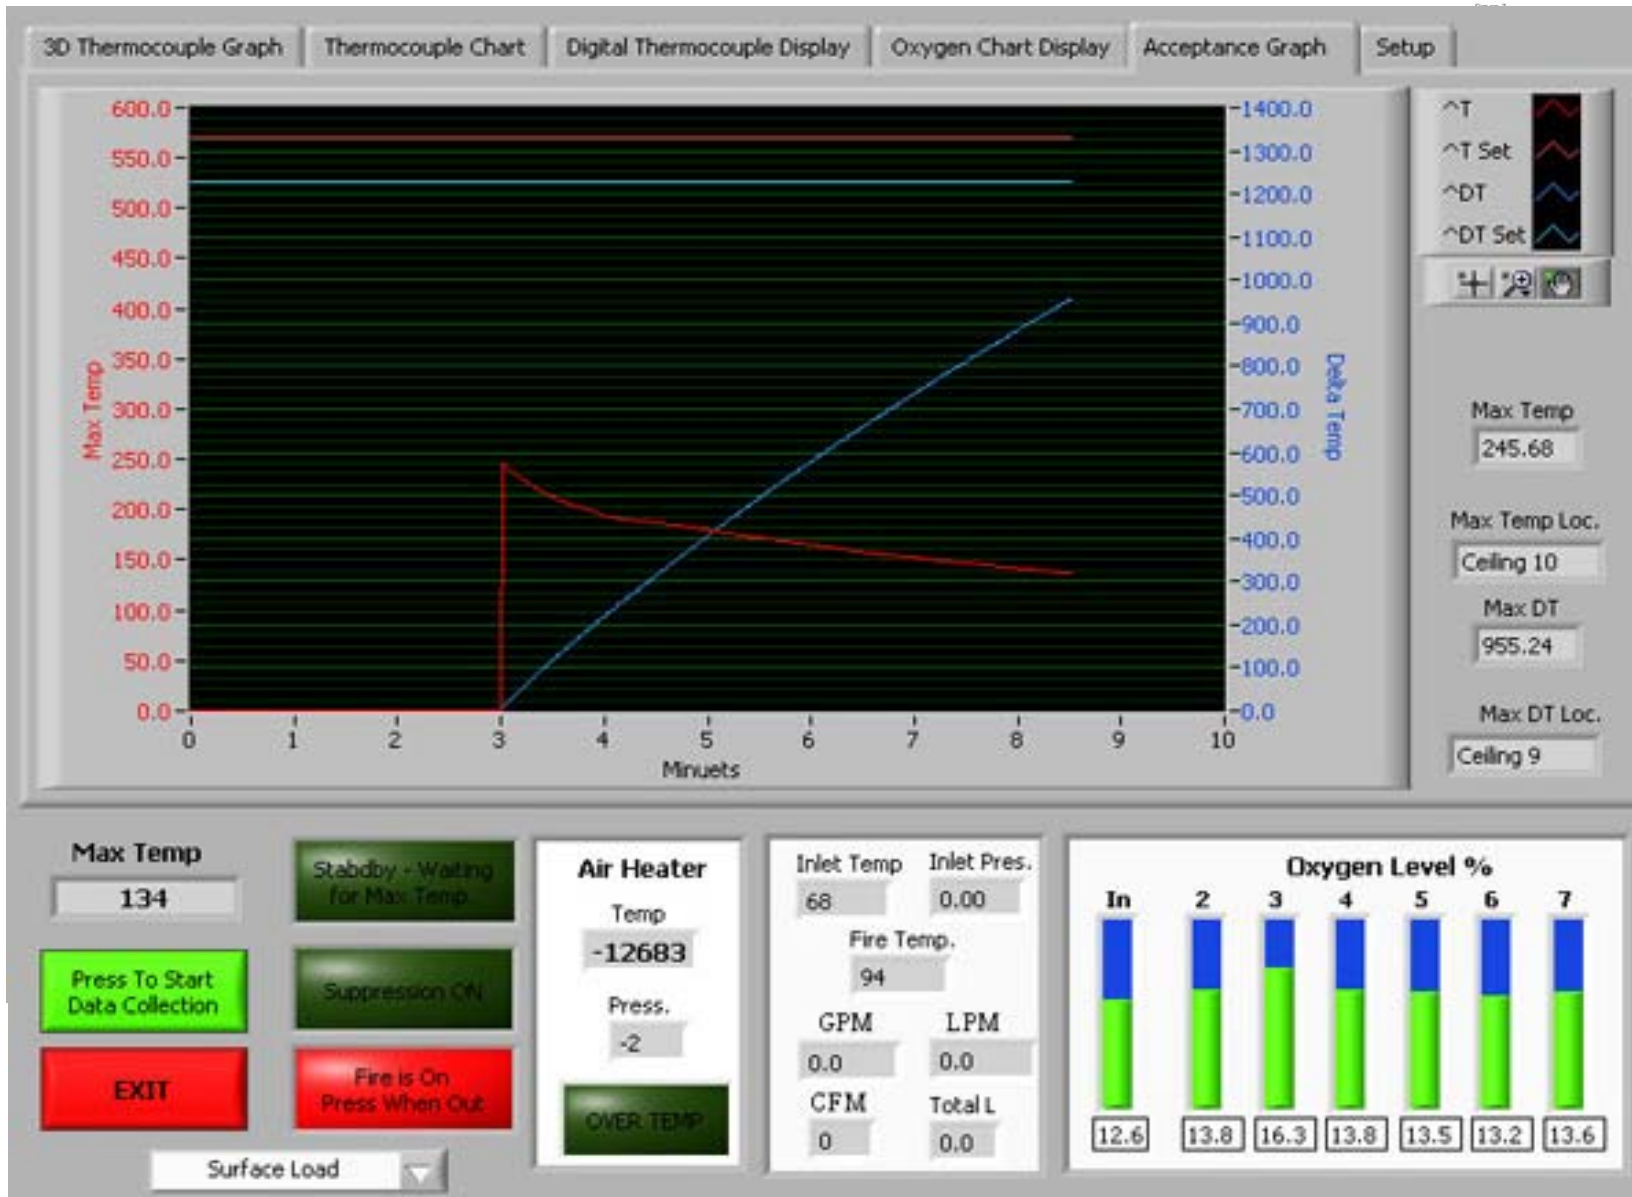 3D Thermocouple Graph
Thermocouple Chart
Digital Thermocouple Display
Oxygen Chart Display
Acceptance Graph
Setup
600.0
550.0
500.0
450.0
400.0
350.0
300.0
250.0
200.0
150.0
100.0
50.0
0.0
Max Temp
1400.0
1300.0
1200.0
1100.0
1000.0
900.0
800.0
700.0
600.0
500.0
400.0
300.0
200.0
100.0
0.0
Delta Temp
0 1 2 3 4 5 6 7 8 9 10
Minuets
^T
^T Set
^DT
^DT Set
Max Temp
245.68
Max Temp Loc.
Ceiling 10
Max DT
955.24
Max DT Loc.
Ceiling 9
Max Temp
134
Press To Start
Data Collection
EXIT
Surface Load
Stabdby - Waiting
for Max Temp
Suppression ON
Fire is On
Press When Out
Air Heater
Temp
-12683
Press.
-2
OVER TEMP
Inlet Temp
68
Inlet Pres.
0.00
Fire Temp.
94
GPM
0.0
LPM
0.0
CFM
0
Total L
0.0
Oxygen Level %
In 2 3 4 5 6 7
12.6 13.8 16.3 13.8 13.5 13.2 13.6